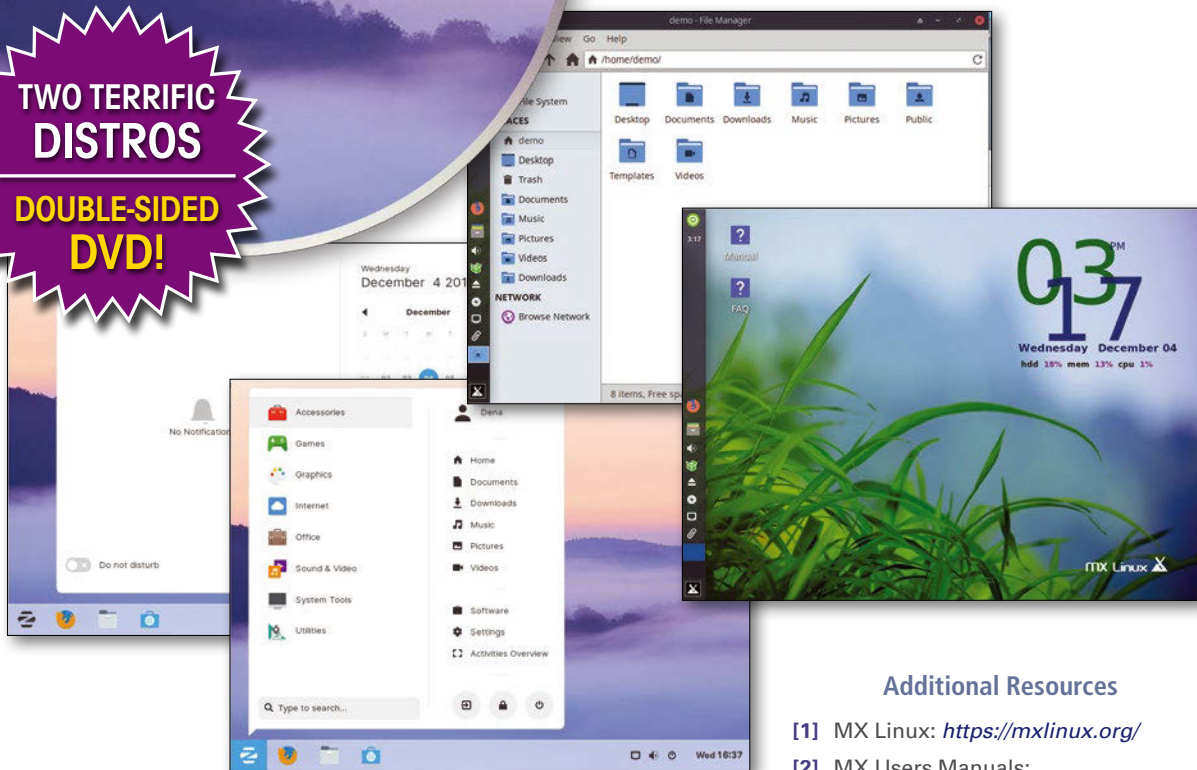 TWO TERRIFIC
DISTROS
DOUBLE-SIDED
DVD!
demo - File Manager
Go Help
/home/demo/
File System
demo
Desktop
Trash
Documents
Music
Pictures
Videos
Downloads
NETWORK
Browse Network
Desktop Documents Downloads Music Pictures Public
Templates Videos
8 items, Free
Wednesday
December 4 201
December
No Notification
Do not disturb
Accessories
Games
Graphics
Internet
Office
Sound & Video
System Tools
Utilities
Type to search...
Dena
Home
Documents
Downloads
Music
Pictures
Videos
Software
Settings
Activities Overview
Wed 16:37
3:17
Manual
FAQ
03 PM
17
Wednesday December 04
hdd 18% mem 13% cpu 1%
MX Linux
Additional Resources
[1] MX Linux: https://mxlinux.org/
[2] MX Users Manuals: